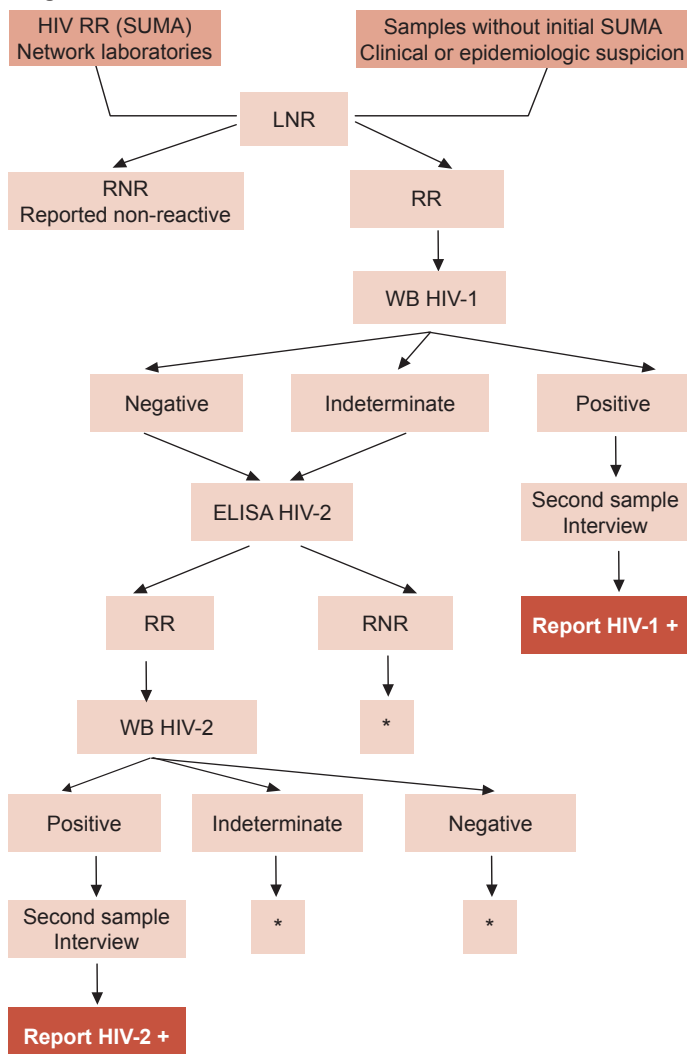 HIV RR (SUMA)
Network laboratories
Samples without initial SUMA
Clinical or epidemiologic suspicion
LNR
RNR
Reported non-reactive
RR
WB HIV-1
Negative
Indeterminate
Positive
ELISA HIV-2
Second sample
Interview
RR
RNR
Report HIV-1 +
WB HIV-2
*
Positive
Indeterminate
Negative
Second sample
Interview
*
*
Report HIV-2 +